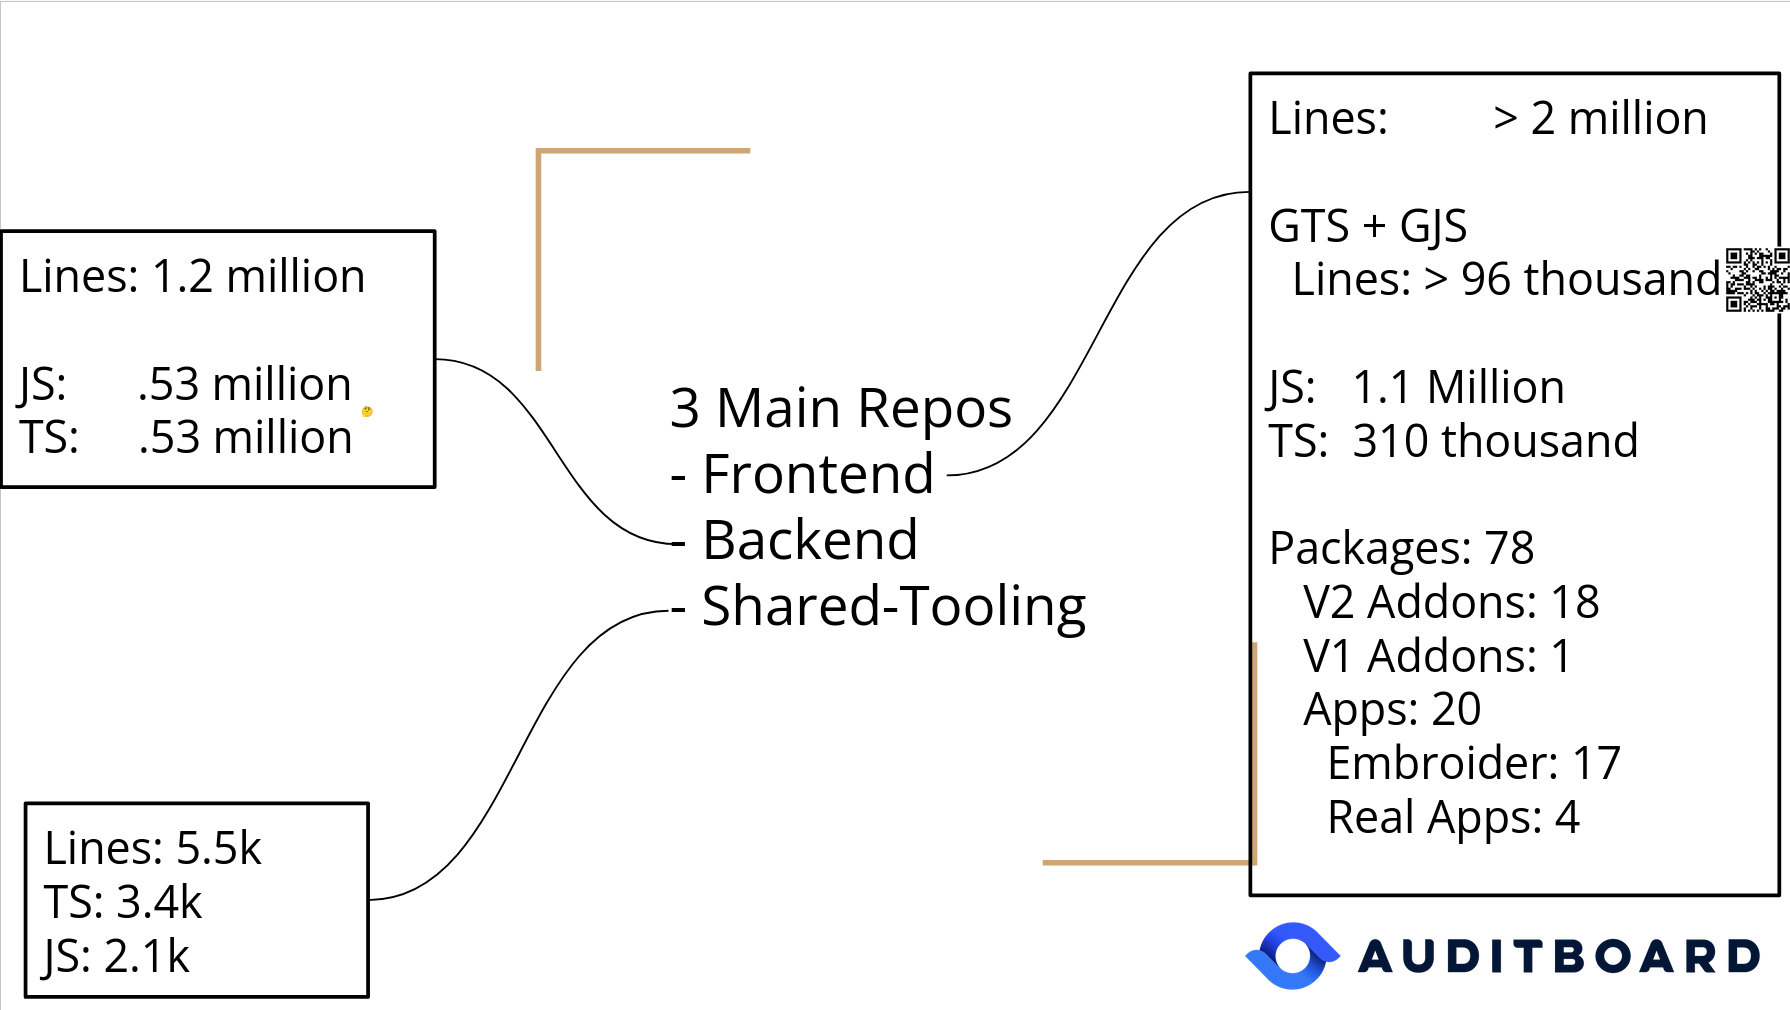 3 Main Repos
- Frontend
- Backend
- Shared-Tooling
Lines: 1.2 million
JS: .53 million
TS: .53 million
Lines: 5.5k
TS: 3.4k
JS: 2.1k
Lines: > 2 million
GTS + GJS
Lines: > 96 thousand
JS: 1.1 Million
TS: 310 thousand
Packages: 78
V2 Addons: 18
V1 Addons: 1
Apps: 20
Embroider: 17
Real Apps: 4
AUDITBOARD